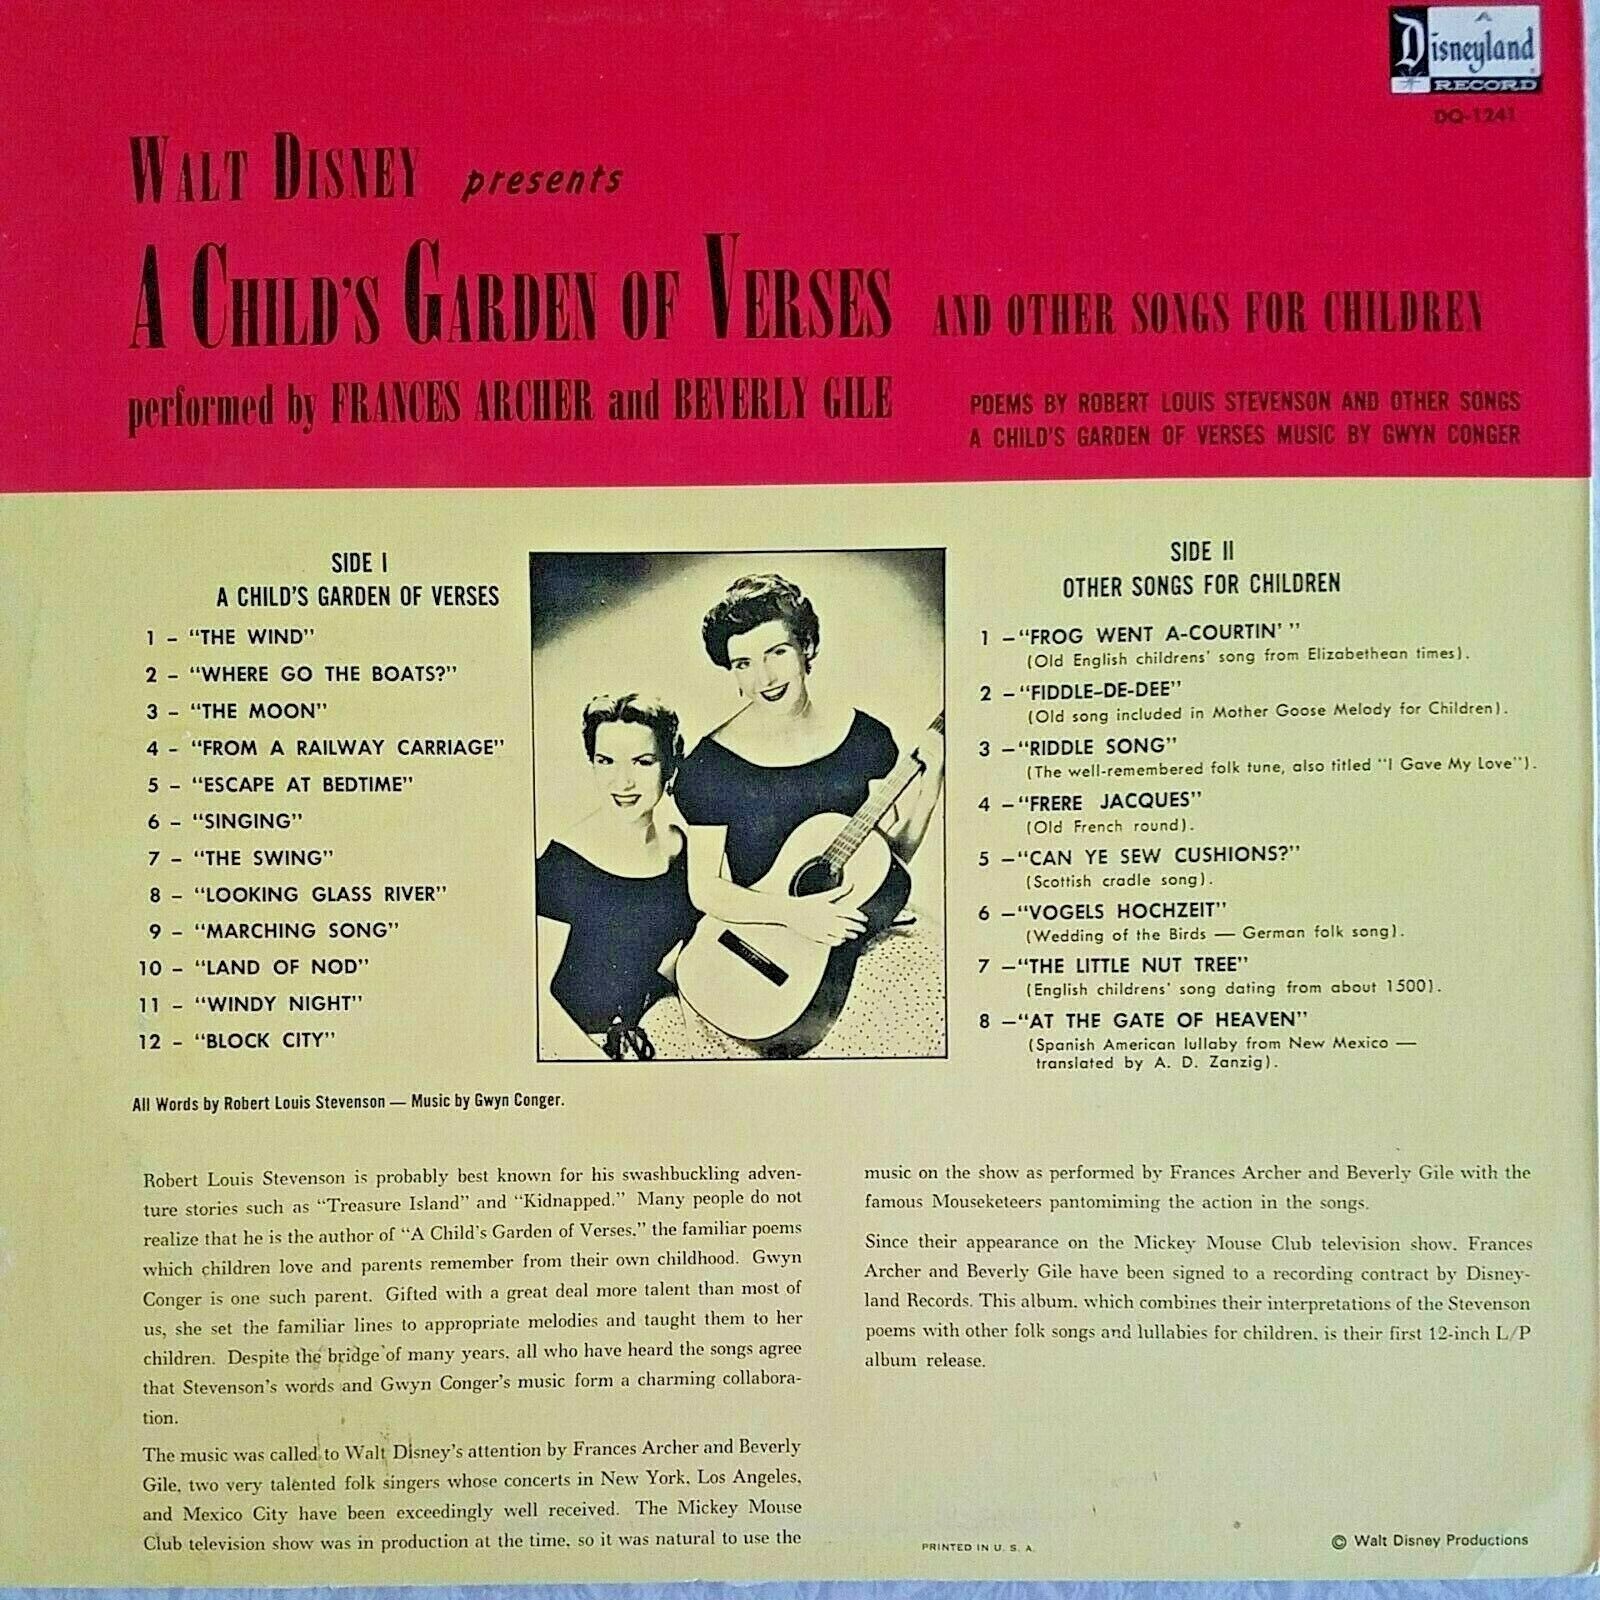 A
Disneyland
RECORD
DQ-1241
WALT DISNEY presents
A CHILD'S GARDEN OF VERSES AND OTHER SONGS FOR CHILDREN
performed by FRANCES ARCHER and BEVERLY GILE
POEMS BY ROBERT LOUIS STEVENSON AND OTHER SONGS
A CHILD'S GARDEN OF VERSES MUSIC BY GWYN CONGER
SIDE I
A CHILD'S GARDEN OF VERSES
1 – "THE WIND"
2 – "WHERE GO THE BOATS?"
3 – "THE MOON"
4 – "FROM A RAILWAY CARRIAGE"
5 – "ESCAPE AT BEDTIME"
6 – "SINGING"
7 – "THE SWING"
8 – "LOOKING GLASS RIVER"
9 – "MARCHING SONG"
10 – "LAND OF NOD"
11 – "WINDY NIGHT"
12 – "BLOCK CITY"
All Words by Robert Louis Stevenson — Music by Gwyn Conger.
SIDE II
OTHER SONGS FOR CHILDREN
1 –"FROG WENT A-COURTIN' "
(Old English childrens' song from Elizabethean times).
2 –"FIDDLE-DE-DEE"
(Old song included in Mother Goose Melody for Children).
3 –"RIDDLE SONG"
(The well-remembered folk tune, also titled "I Gave My Love").
4 –"FRERE JACQUES"
(Old French round).
5 –"CAN YE SEW CUSHIONS?"
(Scottish cradle song).
6 –"VOGELS HOCHZEIT"
(Wedding of the Birds — German folk song).
7 –"THE LITTLE NUT TREE"
(English childrens' song dating from about 1500).
8 –"AT THE GATE OF HEAVEN"
(Spanish American lullaby from New Mexico —
translated by A. D. Zanzig).
Robert Louis Stevenson is probably best known for his swashbuckling adven-
ture stories such as "Treasure Island" and "Kidnapped." Many people do not
realize that he is the author of "A Child's Garden of Verses," the familiar poems
which children love and parents remember from their own childhood. Gwyn
Conger is one such parent. Gifted with a great deal more talent than most of
us, she set the familiar lines to appropriate melodies and taught them to her
children. Despite the bridge of many years, all who have heard the songs agree
that Stevenson's words and Gwyn Conger's music form a charming collabora-
tion.
The music was called to Walt Disney's attention by Frances Archer and Beverly
Gile, two very talented folk singers whose concerts in New York, Los Angeles,
and Mexico City have been exceedingly well received. The Mickey Mouse
Club television show was in production at the time, so it was natural to use the
music on the show as performed by Frances Archer and Beverly Gile with the
famous Mouseketeers pantomiming the action in the songs.
Since their appearance on the Mickey Mouse Club television show, Frances
Archer and Beverly Gile have been signed to a recording contract by Disney-
land Records. This album, which combines their interpretations of the Stevenson
poems with other folk songs and lullabies for children, is their first 12-inch L/P
album release.
PRINTED IN U. S. A.
© Walt Disney Productions